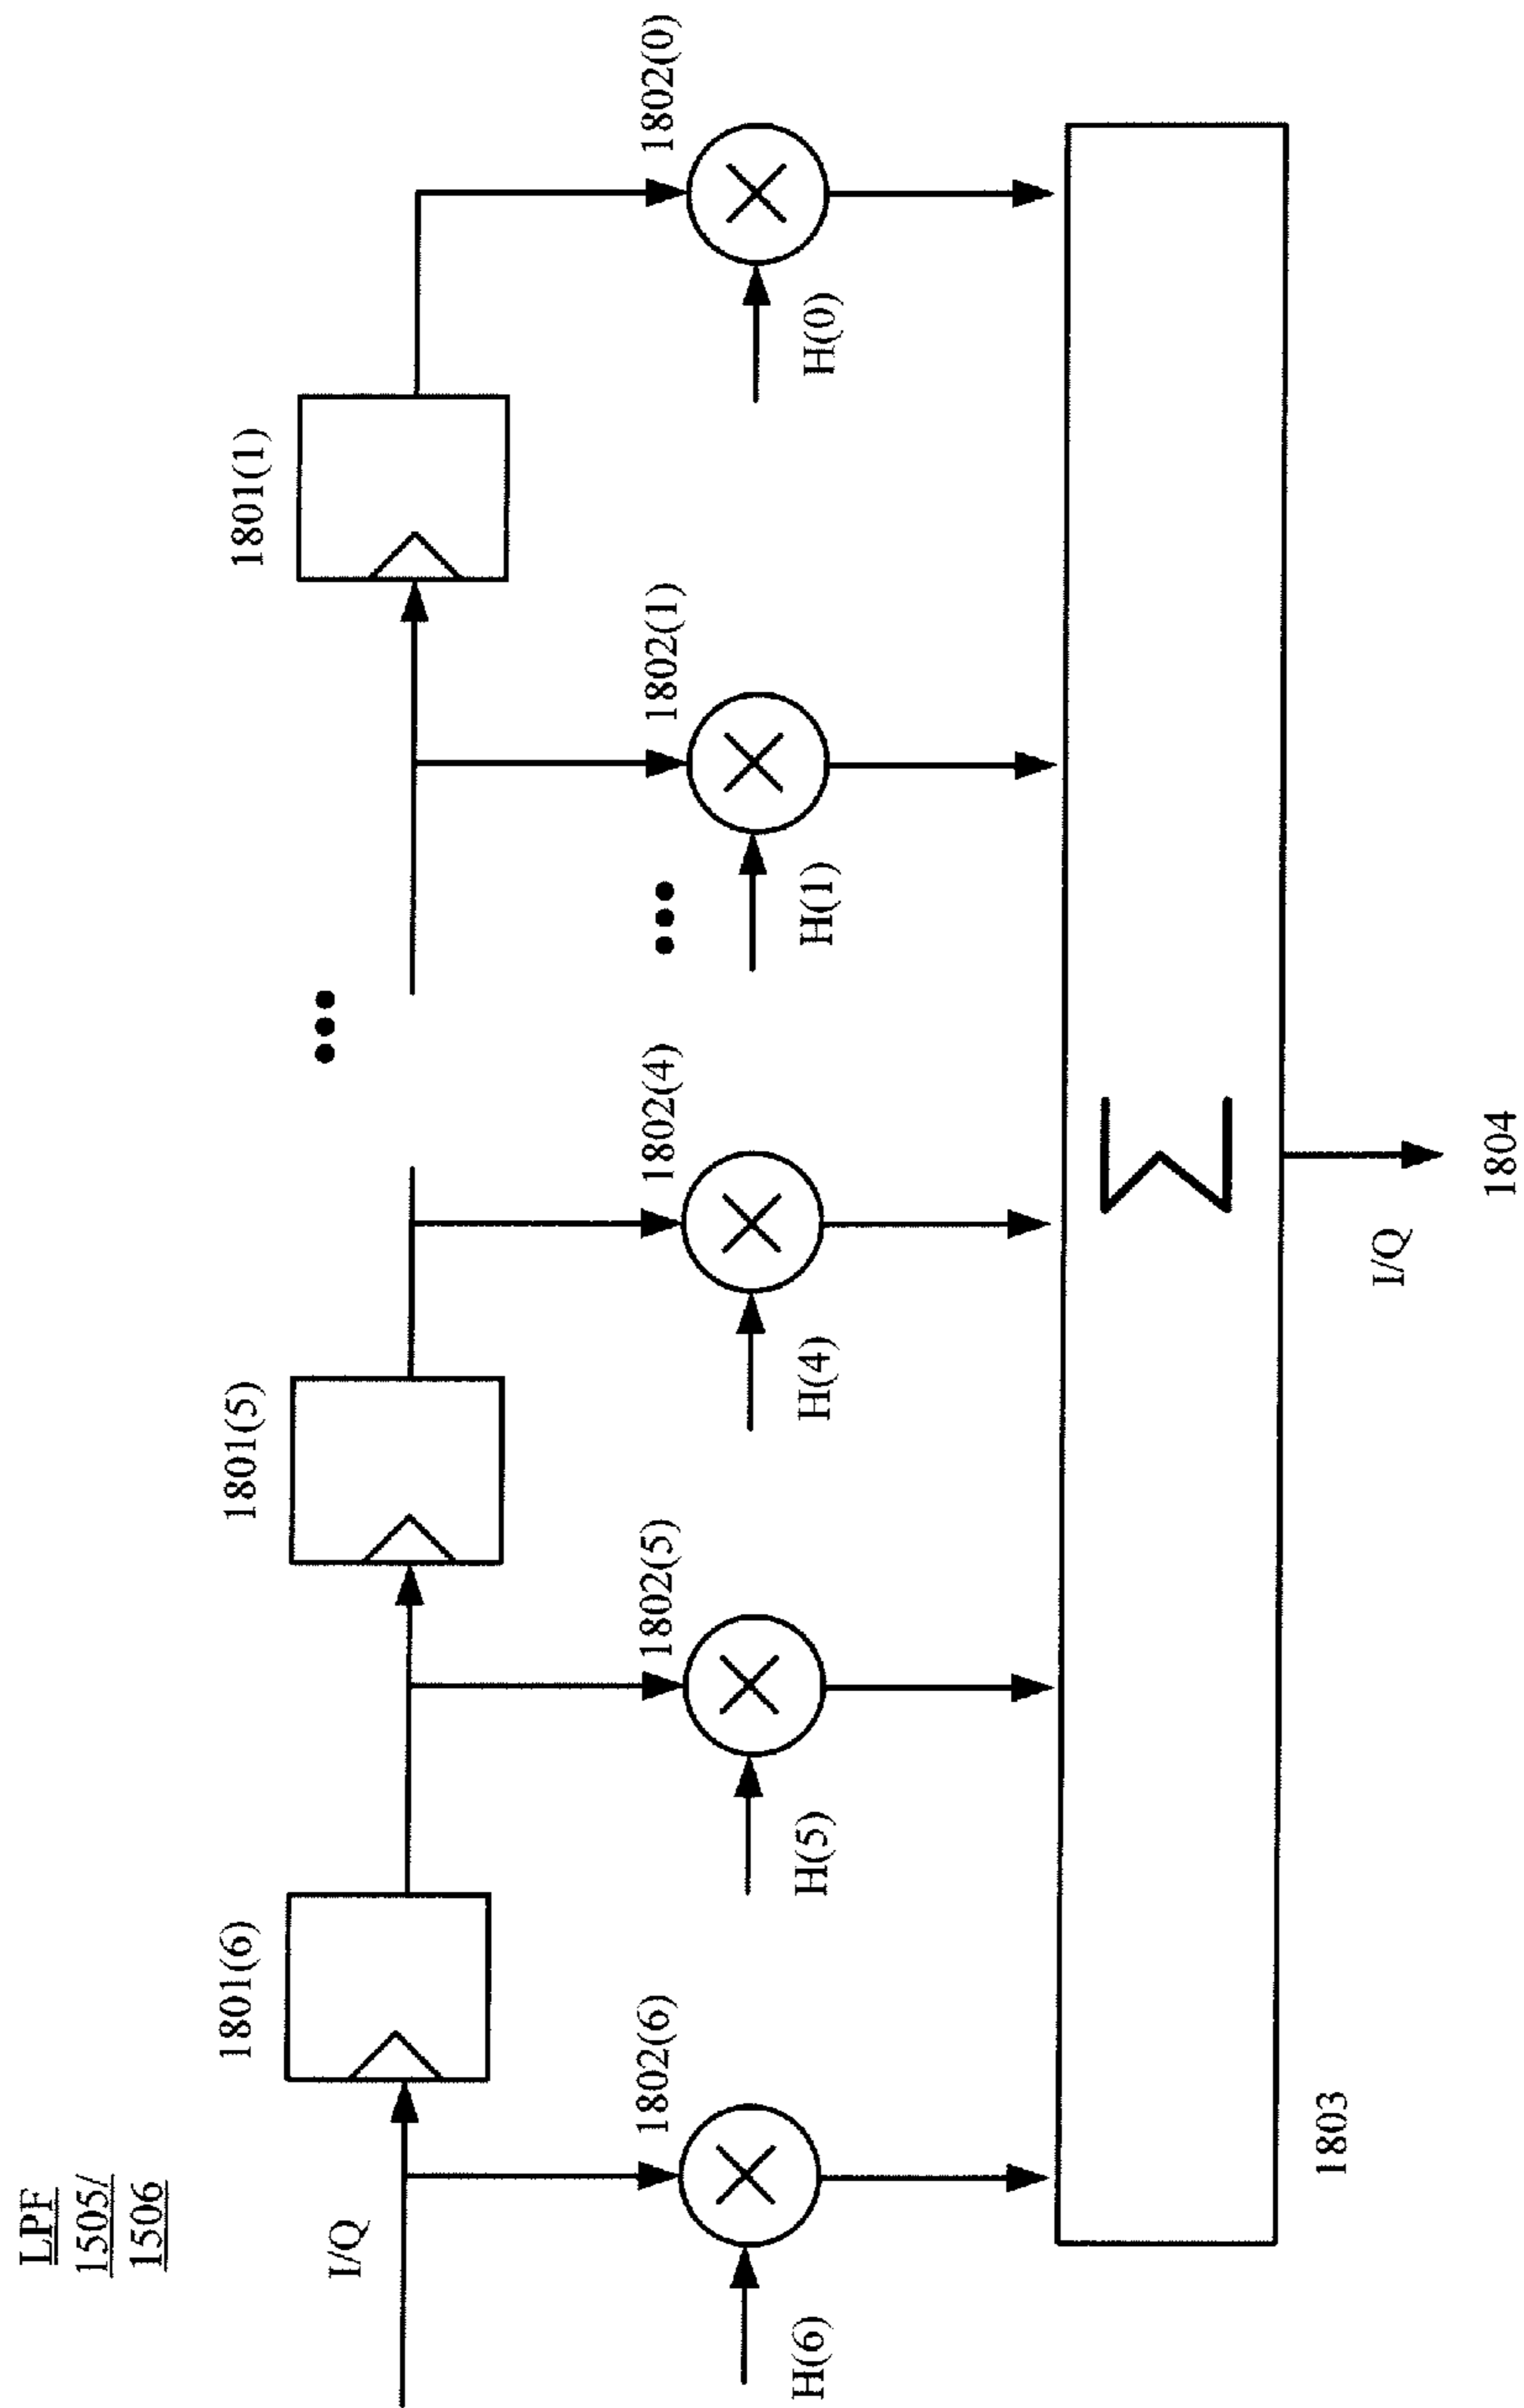 LPF
1505/
1506
I/Q
1801(6)
1801(5)
1801(1)
1802(6)
1802(5)
1802(4)
1802(1)
1802(0)
H(6)
H(5)
H(4)
H(1)
H(0)
Σ
1803
I/Q
1804